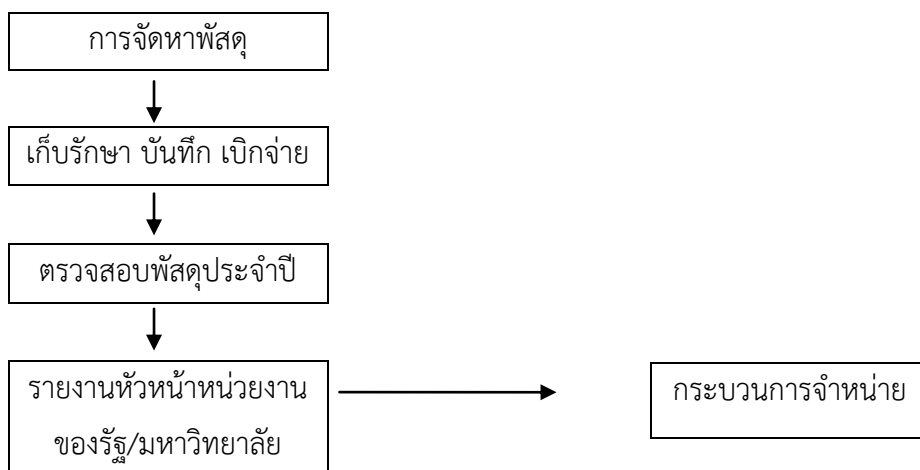 การจัดหาพัสดุ
เก็บรักษา บันทึก เบิกจ่าย
ตรวจสอบพัสดุประจำปี
รายงานหัวหน้าหน่วยงาน
ของรัฐ/มหาวิทยาลัย
กระบวนการจำหน่าย